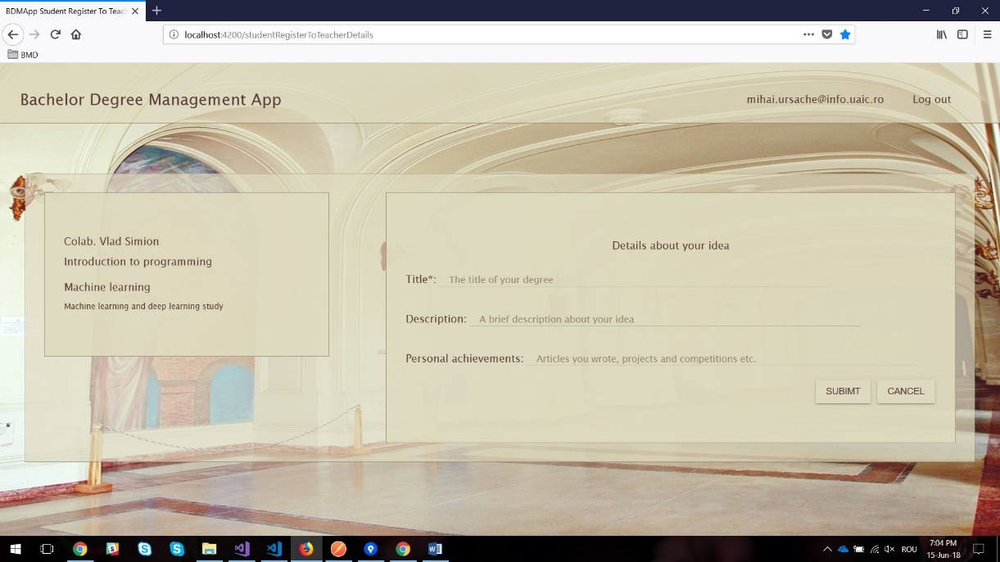 BDMApp Student Register To Teac
localhost:4200/studentRegisterToTeacherDetails
BMD
Bachelor Degree Management App
mihai.ursache@info.uaic.ro
Log out
Colab. Vlad Simion
Introduction to programming
Machine learning
Machine learning and deep learning study
Details about your idea
Title*: The title of your degree
Description: A brief description about your idea
Personal achievements: Articles you wrote, projects and competitions etc.
SUBIMT
CANCEL
ROU
7:04 PM
15-Jun-18